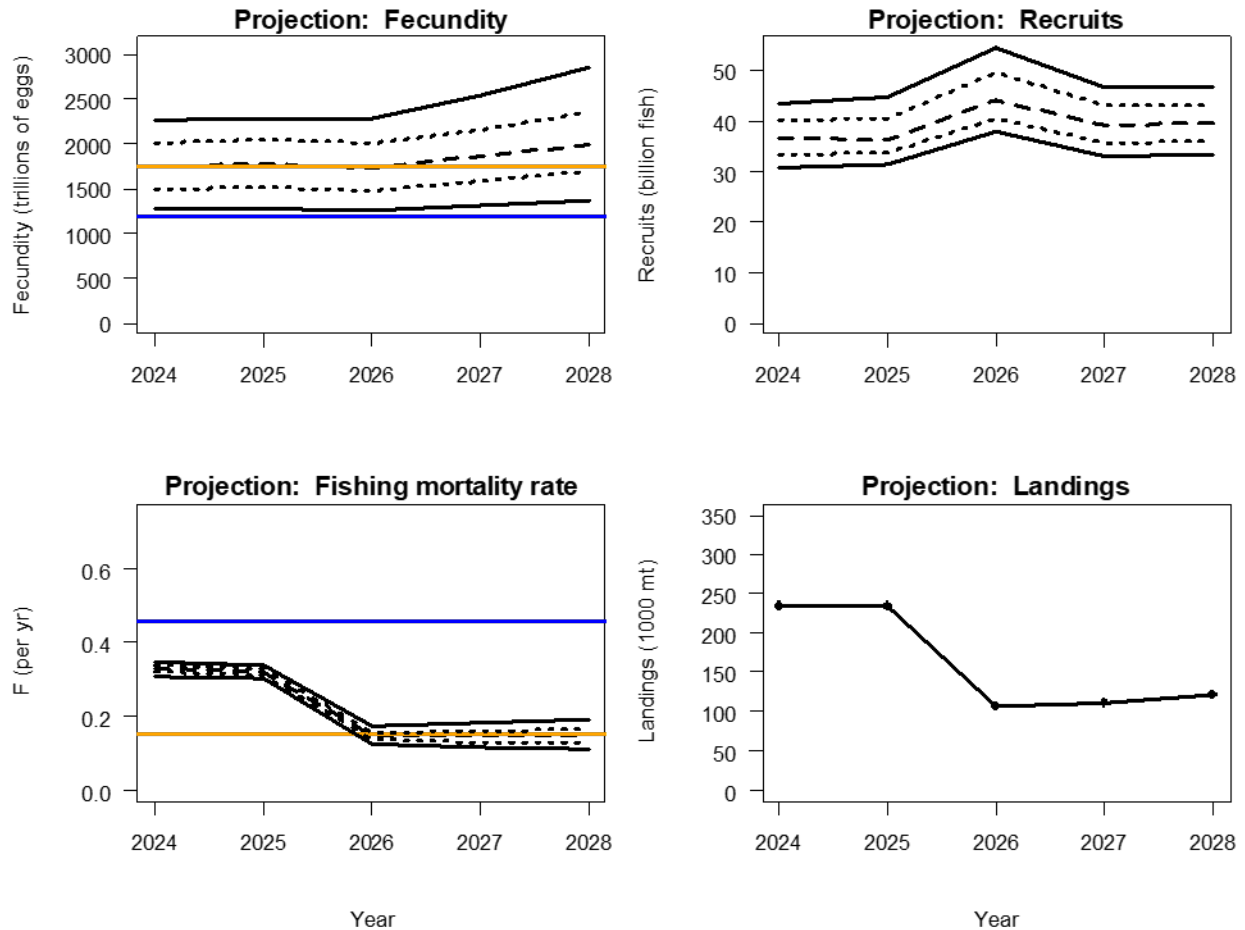 Projection:  Fecundity
Fecundity (trillions of eggs)
3000
2500
2000
1500
1000
500
0
2024 2025 2026 2027 2028
Projection:  Recruits
Recruits (billion fish)
50
40
30
20
10
0
2024 2025 2026 2027 2028
Projection:  Fishing mortality rate
F (per yr)
0.6
0.4
0.2
0.0
2024 2025 2026 2027 2028
Year
Projection:  Landings
Landings (1000 mt)
350
300
250
200
150
100
50
0
2024 2025 2026 2027 2028
Year